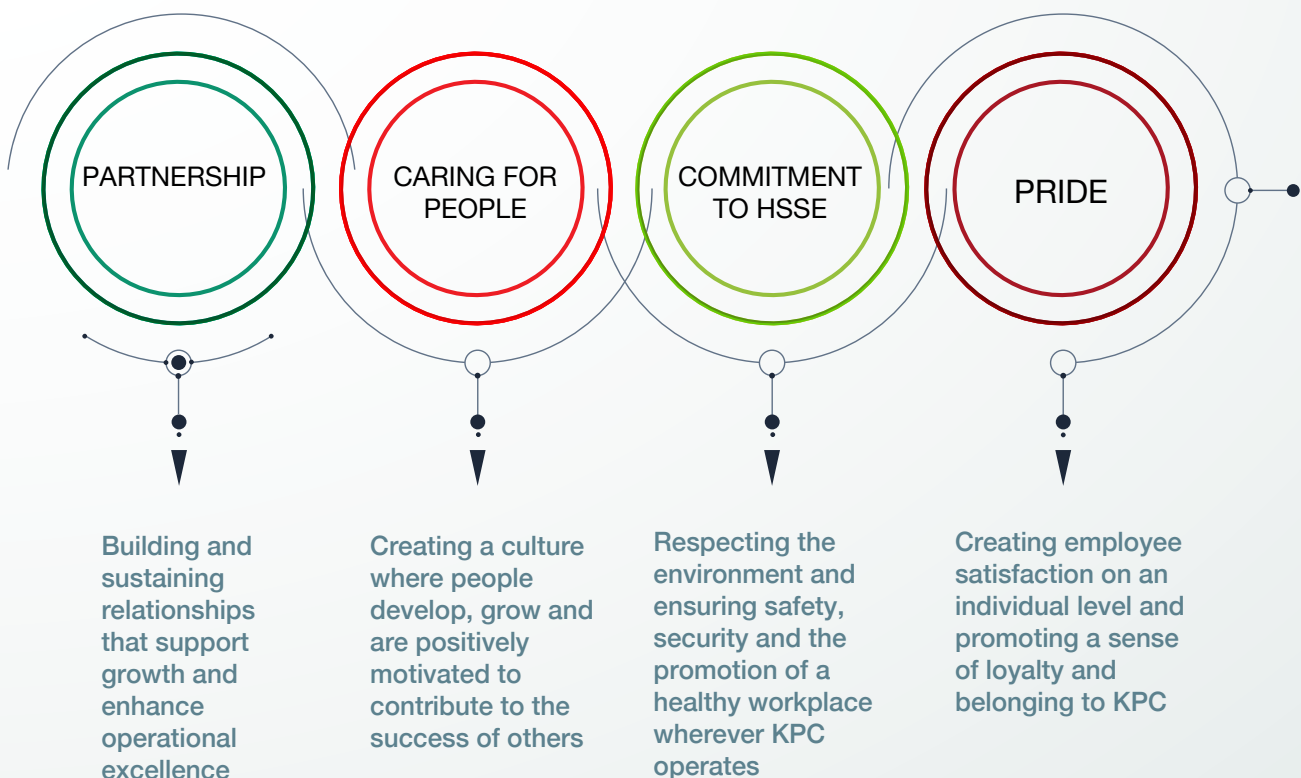 PARTNERSHIP
CARING FOR
PEOPLE
COMMITMENT
TO HSSE
PRIDE
Building and
sustaining
relationships
that support
growth and
enhance
operational
excellence
Creating a culture
where people
develop, grow and
are positively
motivated to
contribute to the
success of others
Respecting the
environment and
ensuring safety,
security and the
promotion of a
healthy workplace
wherever KPC
operates
Creating employee
satisfaction on an
individual level and
promoting a sense
of loyalty and
belonging to KPC